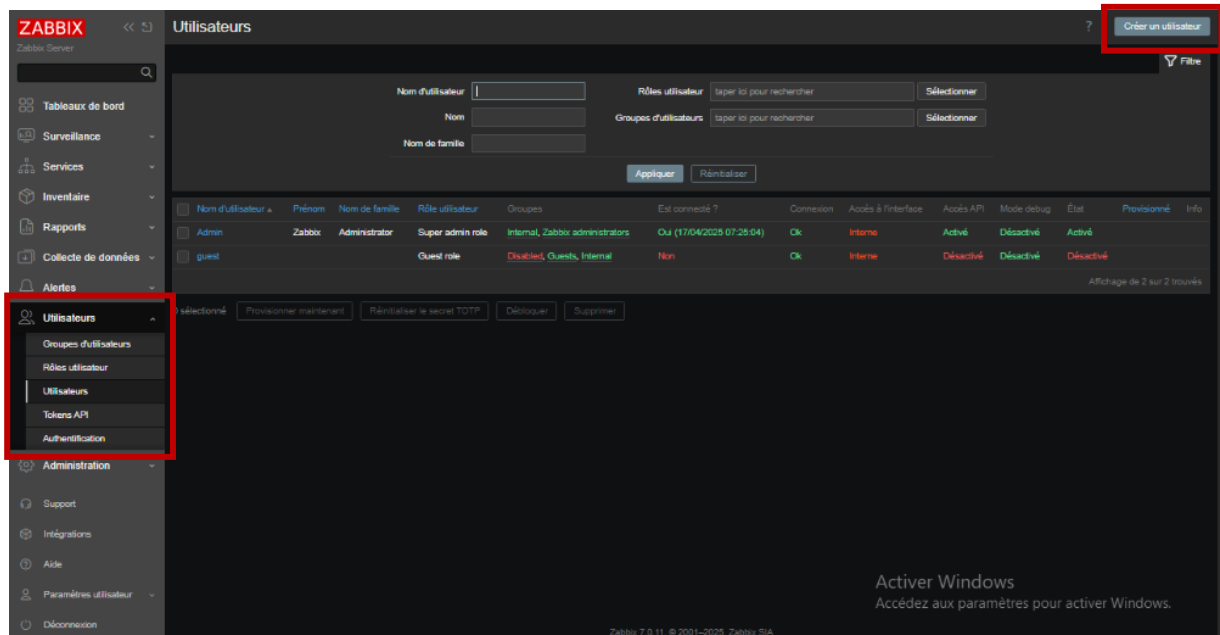 ZABBIX
Zabbix Server
Tableaux de bord
Surveillance
Services
Inventaire
Rapports
Collecte de données
Alertes
Utilisateurs
Groupes d'utilisateurs
Rôles utilisateur
Utilisateurs
Tokens API
Authentification
Administration
Support
Intégrations
Aide
Paramètres utilisateur
Déconnexion
Utilisateurs
? Créer un utilisateur
Filtre
Nom d'utilisateur Rôles utilisateur taper ici pour rechercher Sélectionner
Nom Groupes d'utilisateurs taper ici pour rechercher Sélectionner
Nom de famille
Appliquer Réinitialiser
Nom d'utilisateur Prénom Nom de famille Rôle utilisateur Groupes Est connecté ? Connexion Accès à l'interface Accès API Mode debug État Provisionné Info
Admin Zabbix Administrator Super admin role Internal, Zabbix administrators Oui (17/04/2025 07:25:04) Ok Interne Activé Désactivé Activé
guest Guest role Disabled, Guests, Internal Non Ok Interne Désactivé Désactivé Désactivé
Affichage de 2 sur 2 trouvés
sélectionné Provisionner maintenant Réinitialiser le secret TOTP Débloquer Supprimer
Activer Windows
Accédez aux paramètres pour activer Windows.
Zabbix 7.0.11. © 2001–2025, Zabbix SIA